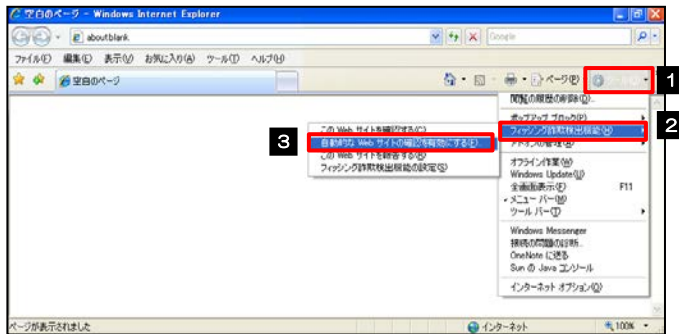 空白のページ - Windows Internet Explorer
about:blank
Google
ファイル(F) 編集(E) 表示(V) お気に入り(A) ツール(T) ヘルプ(H)
空白のページ
ページ(P)
1
閲覧の履歴の削除(D)...
ポップアップ ブロック(P)
フィッシング詐欺検出機能(H)
2
アドオンの管理(A)
この Web サイトを確認する(C)
3
自動的な Web サイトの確認を有効にする(E)...
この Web サイトを報告する(R)
フィッシング詐欺検出機能の設定(S)
オフライン作業(W)
Windows Update(U)
全画面表示(F) F11
メニュー バー(M)
ツール バー(T)
Windows Messenger
接続の問題の診断...
OneNote に送る
Sun の Java コンソール
インターネット オプション(O)
ページが表示されました
インターネット
100%